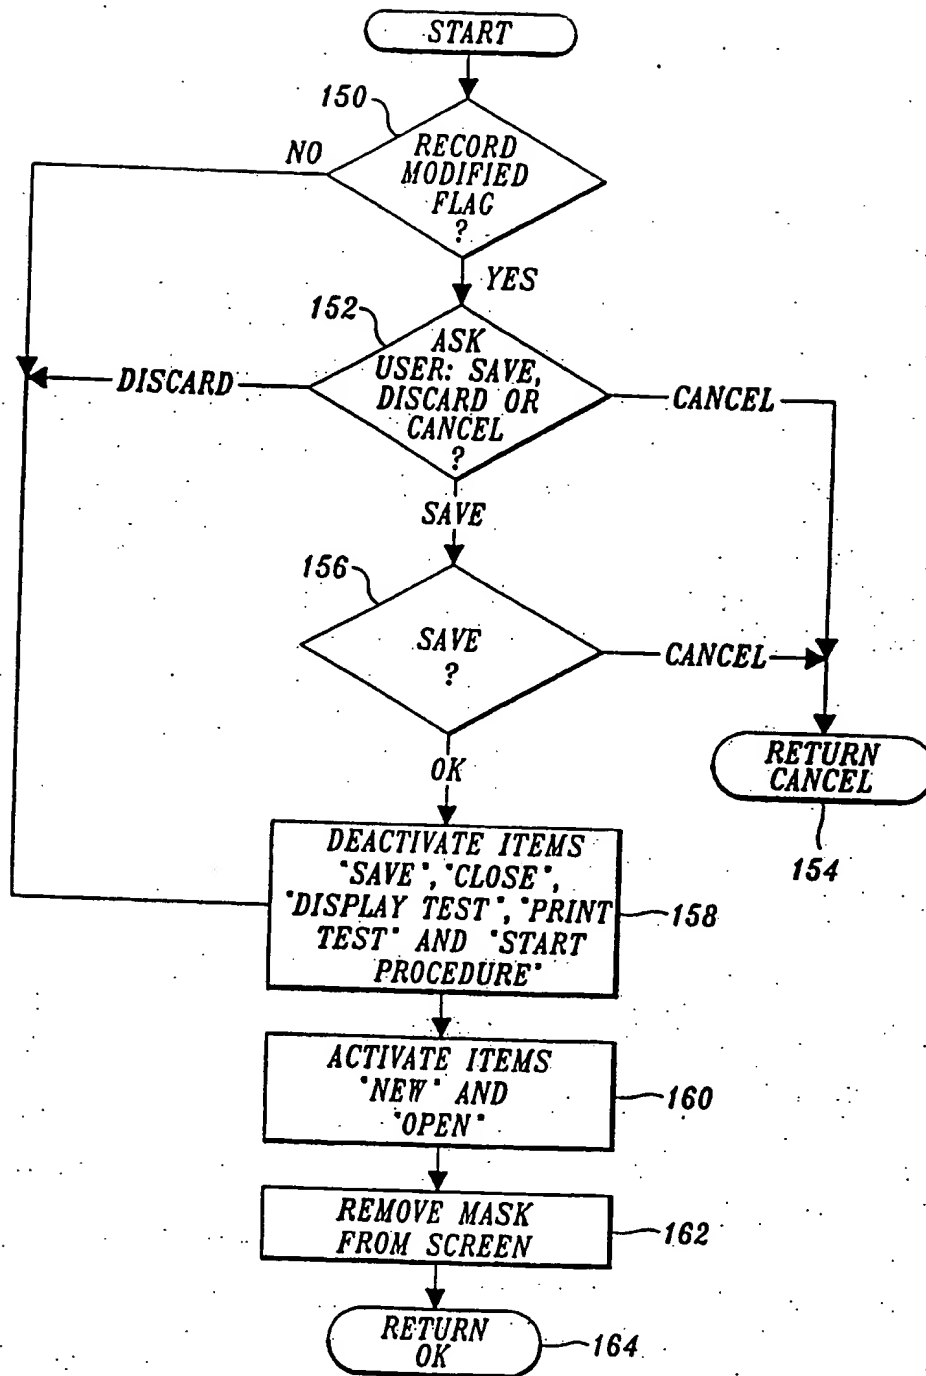 START
150
RECORD
MODIFIED
FLAG
?
NO
YES
152
ASK
USER: SAVE,
DISCARD OR
CANCEL
?
DISCARD
CANCEL
SAVE
156
SAVE
?
CANCEL
OK
RETURN
CANCEL
154
DEACTIVATE ITEMS
"SAVE", "CLOSE",
"DISPLAY TEST", "PRINT
TEST" AND "START
PROCEDURE"
158
ACTIVATE ITEMS
"NEW" AND
"OPEN"
160
REMOVE MASK
FROM SCREEN
162
RETURN
OK
164